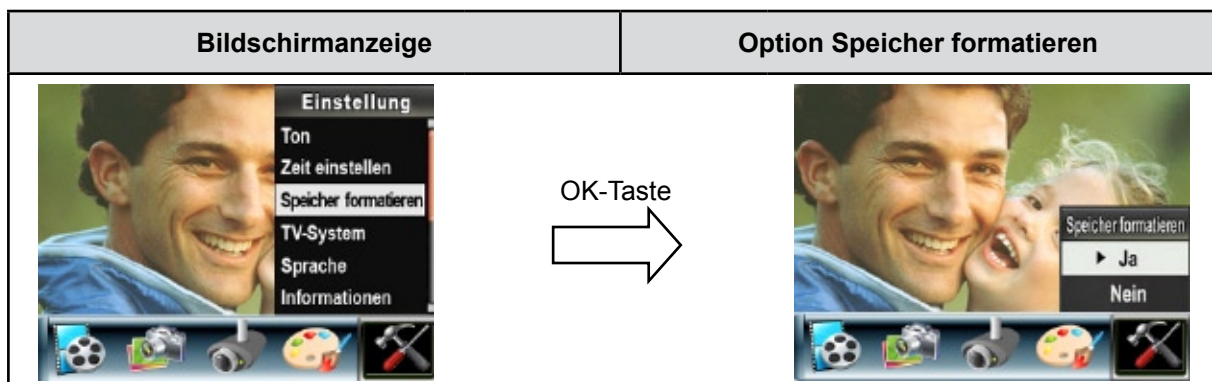 Bildschirmanzeige
Option Speicher formatieren
Einstellung
Ton
Zeit einstellen
Speicher formatieren
TV-System
Sprache
Informationen
OK-Taste
Speicher formatieren
Ja
Nein